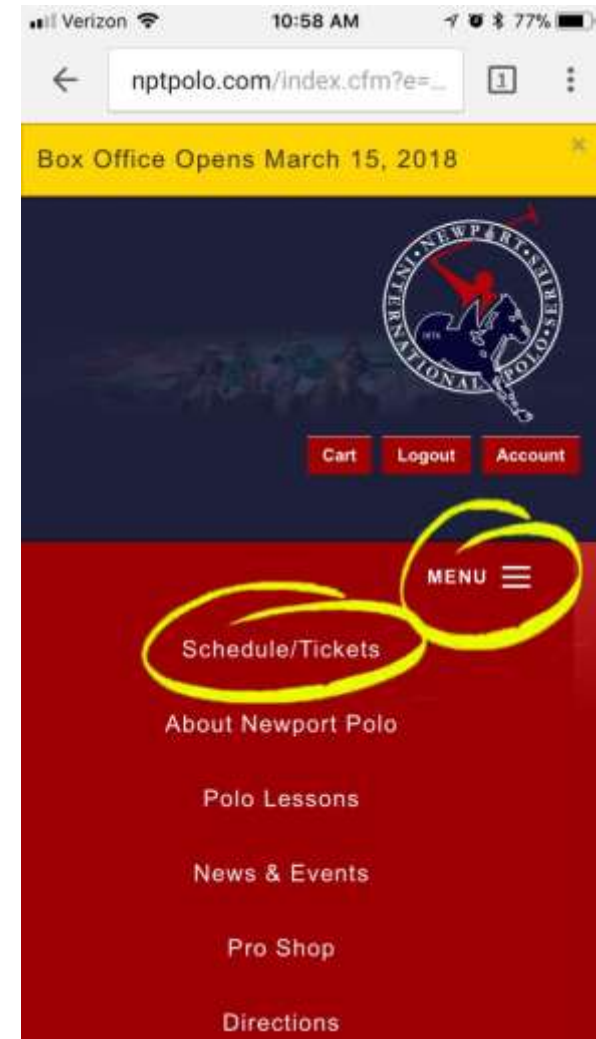 Verizon 10:58 AM 77%
nptpolo.com/index.cfm?e=... 1
Box Office Opens March 15, 2018 ×
NEWPORT
INTERNATIONAL POLO SERIES
Cart Logout Account
MENU
Schedule/Tickets
About Newport Polo
Polo Lessons
News & Events
Pro Shop
Directions